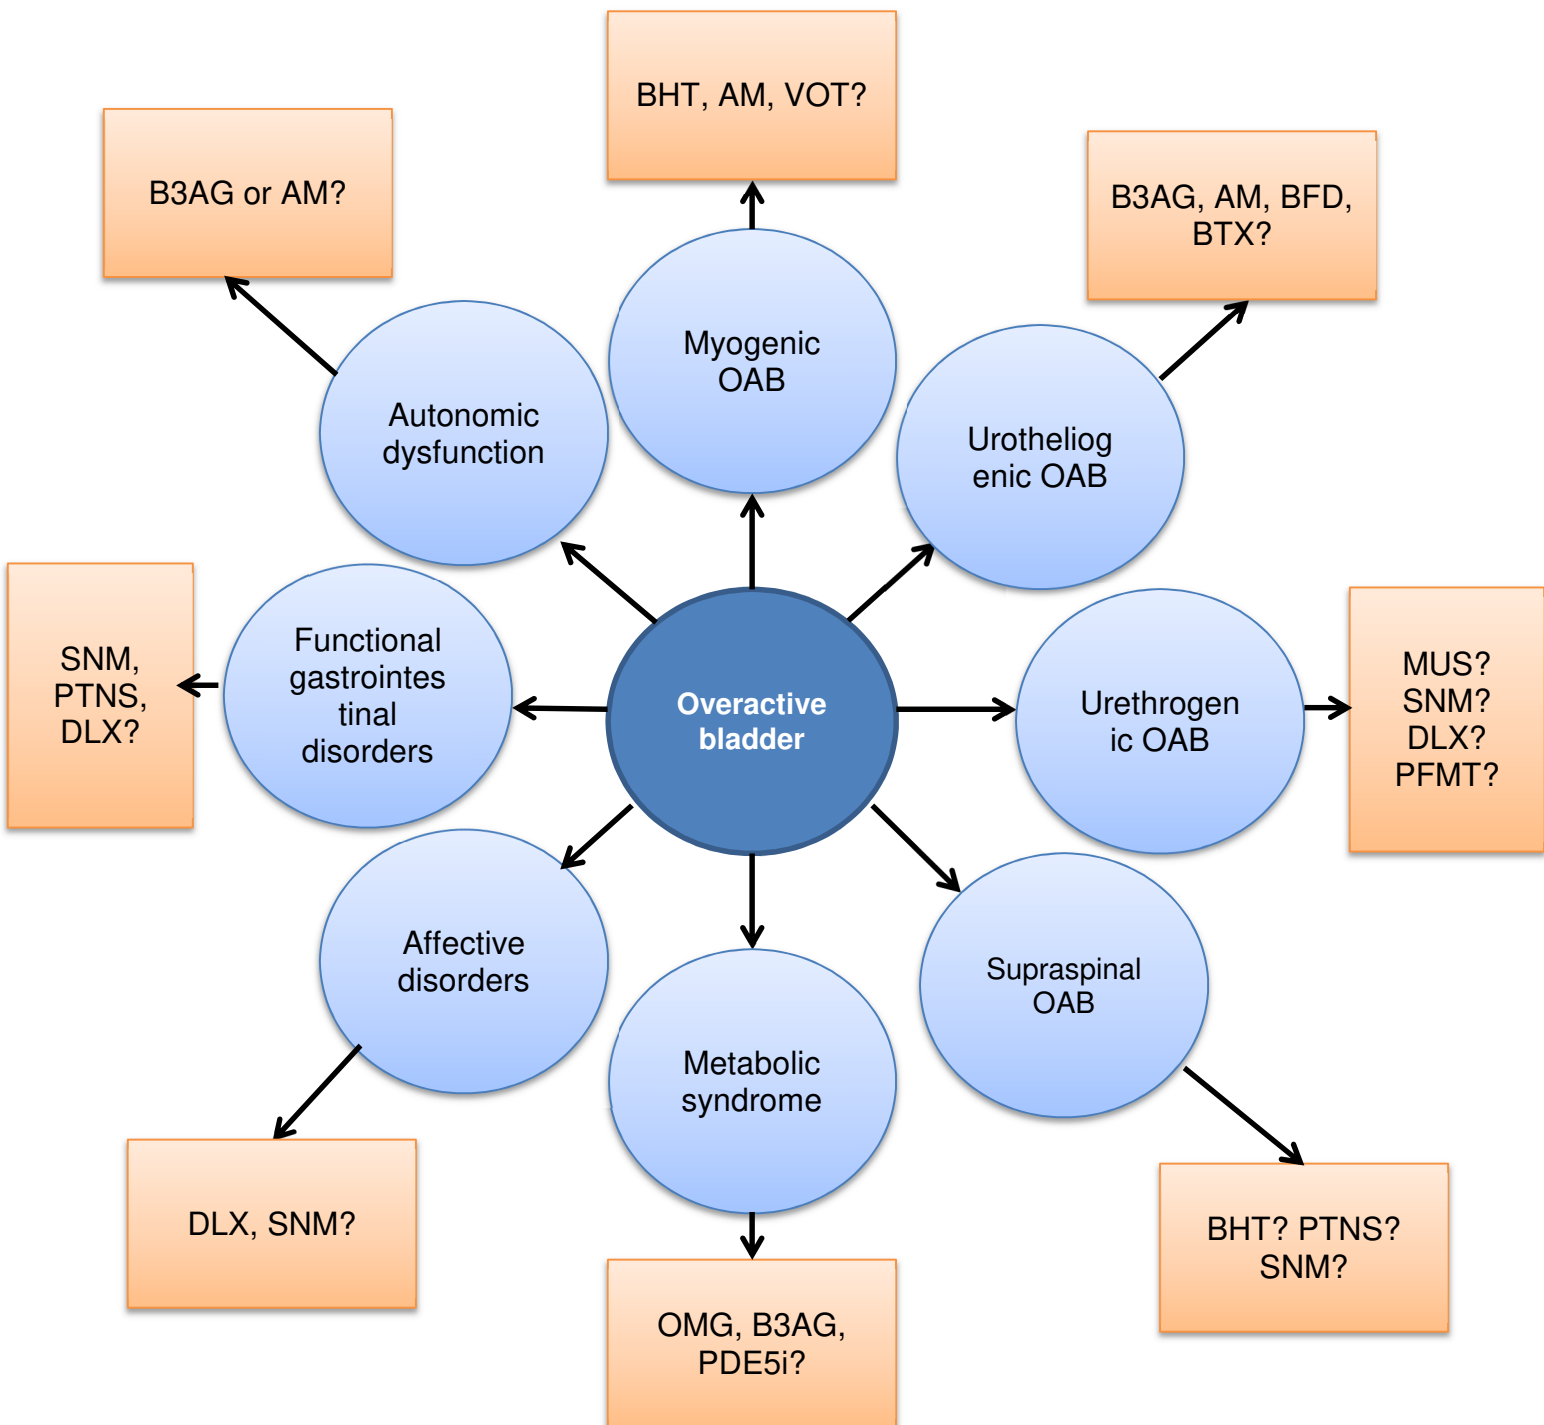 BHT, AM, VOT?
B3AG or AM?
B3AG, AM, BFD,
BTX?
Myogenic
OAB
Autonomic
dysfunction
Urotheliog
enic OAB
SNM,
PTNS,
DLX?
Functional
gastrointes
tinal
disorders
Overactive
bladder
Urethrogen
ic OAB
MUS?
SNM?
DLX?
PFMT?
Affective
disorders
Supraspinal
OAB
Metabolic
syndrome
DLX, SNM?
BHT? PTNS?
SNM?
OMG, B3AG,
PDE5i?